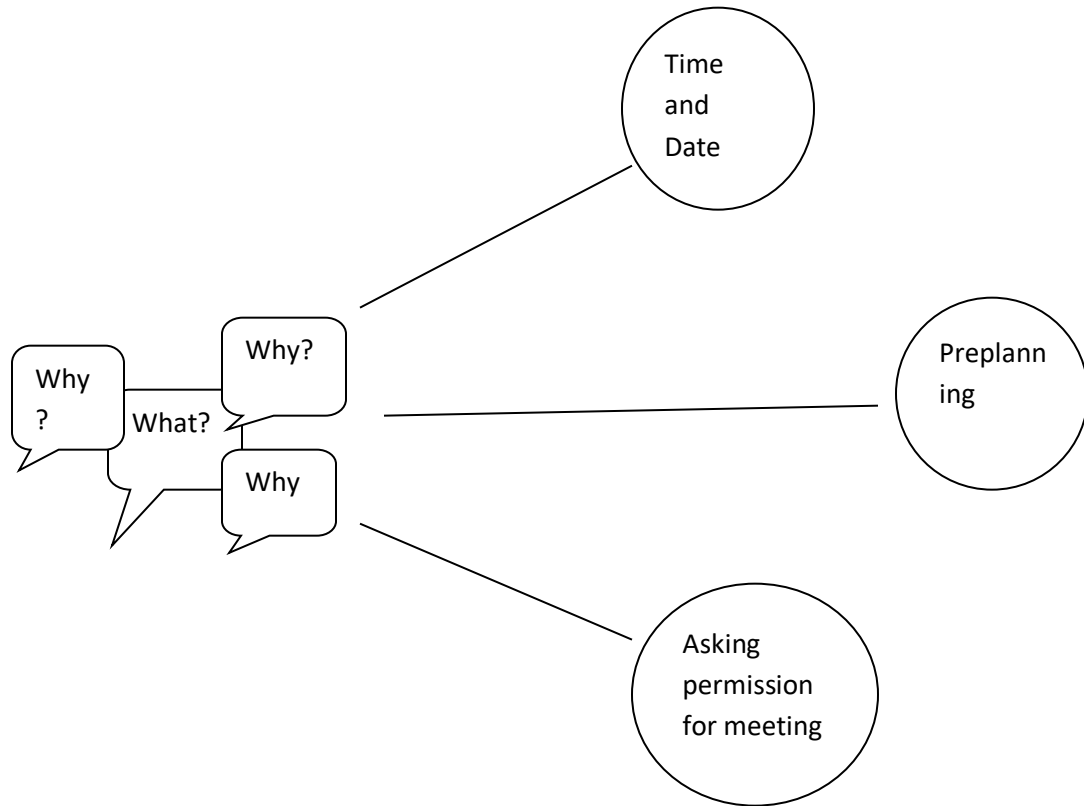 Time
and
Date
Why?
Why
?
What?
Why
Preplann
ing
Asking
permission
for meeting